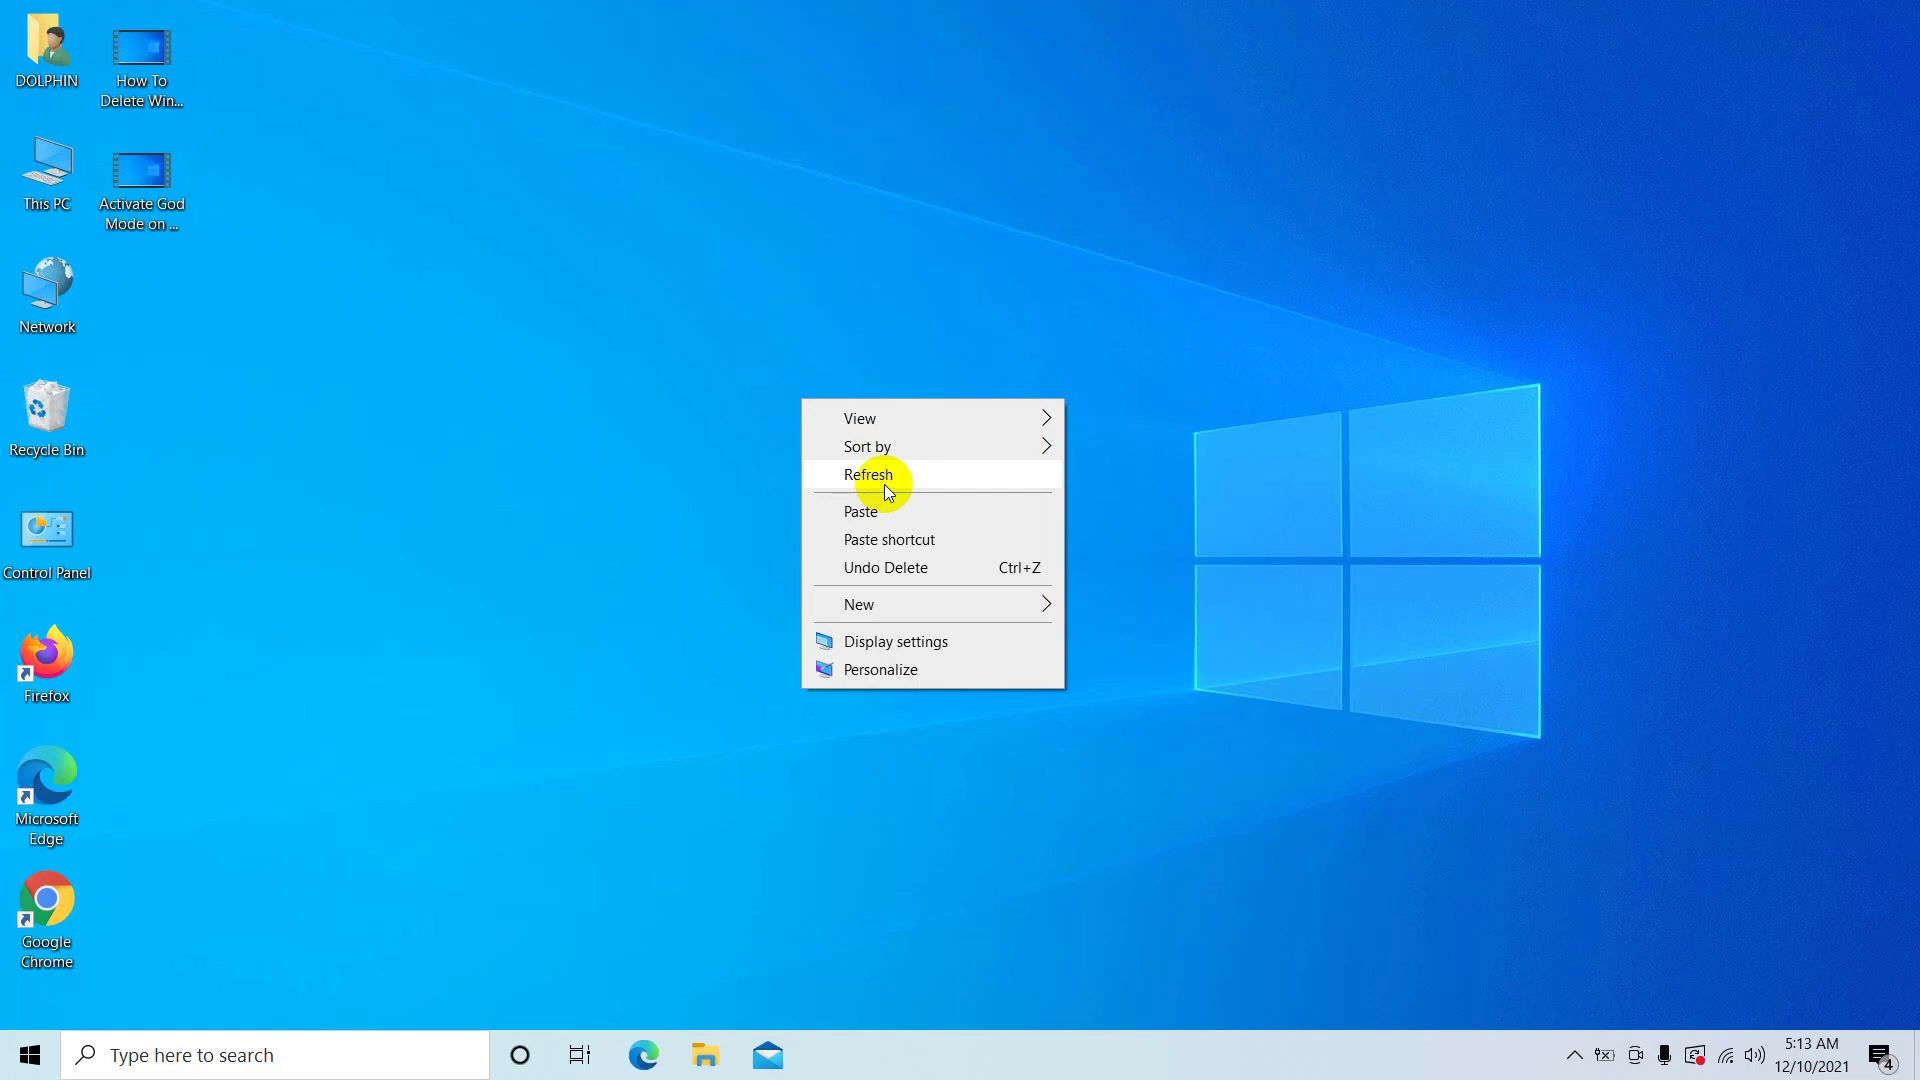 DOLPHIN
How To
Delete Win...
This PC
Activate God
Mode on ...
Network
Recycle Bin
Control Panel
Firefox
Microsoft
Edge
Google
Chrome
View
Sort by
Refresh
Paste
Paste shortcut
Undo Delete Ctrl+Z
New
Display settings
Personalize
Type here to search
5:13 AM
12/10/2021
4